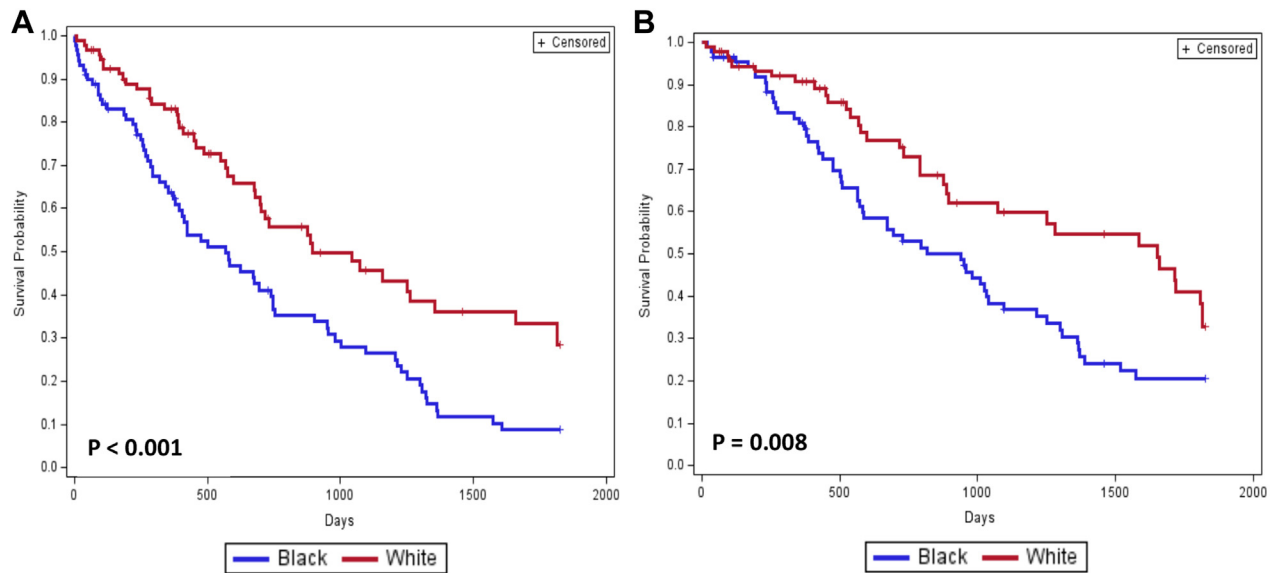 A
+ Censored
1.0
0.9
0.8
0.7
0.6
0.5
0.4
0.3
0.2
0.1
0.0
Survival Probability
P < 0.001
0 500 1000 1500 2000
Days
Black White
B
+ Censored
1.0
0.9
0.8
0.7
0.6
0.5
0.4
0.3
0.2
0.1
0.0
Survival Probability
P = 0.008
0 500 1000 1500 2000
Days
Black White